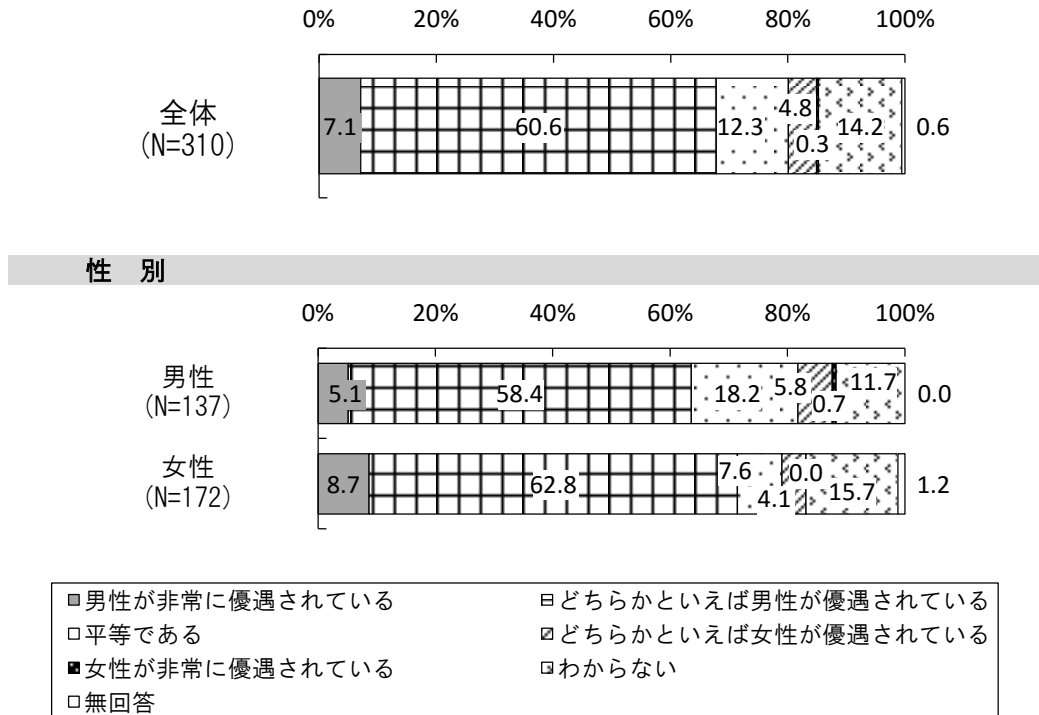 0% 20% 40% 60% 80% 100%
全体
(N=310)
7.1 60.6 12.3 4.8 0.3 14.2 0.6
性 別
0% 20% 40% 60% 80% 100%
男性
(N=137)
5.1 58.4 18.2 5.8 0.7 11.7 0.0
女性
(N=172)
8.7 62.8 7.6 4.1 0.0 15.7 1.2
男性が非常に優遇されている どちらかといえば男性が優遇されている
平等である どちらかといえば女性が優遇されている
女性が非常に優遇されている わからない
無回答